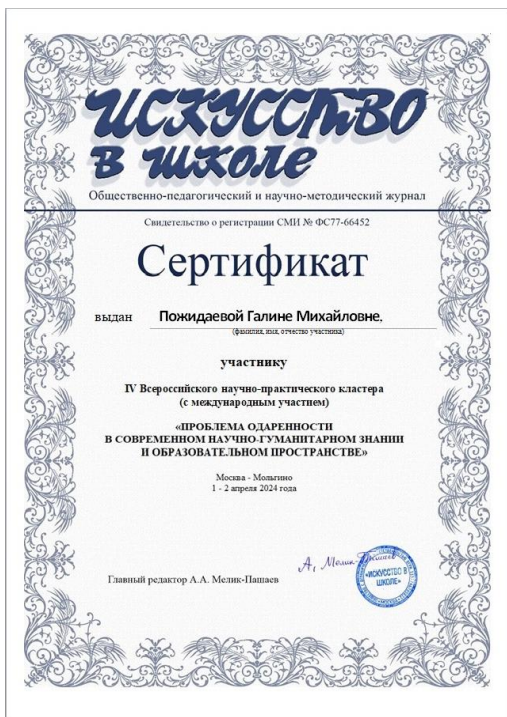 ИСКУССТВО
В ШКОЛЕ
Общественно-педагогический и научно-методический журнал
Свидетельство о регистрации СМИ № ФС77-66452
Сертификат
выдан Пожидаевой Галине Михайловне,
(фамилия, имя, отчество участника)
участнику
IV Всероссийского научно-практического кластера
(с международным участием)
«ПРОБЛЕМА ОДАРЕННОСТИ
В СОВРЕМЕННОМ НАУЧНО-ГУМАНИТАРНОМ ЗНАНИИ
И ОБРАЗОВАТЕЛЬНОМ ПРОСТРАНСТВЕ»
Москва - Мольгино
1 - 2 апреля 2024 года
А, Мелик-Пашаев
Главный редактор А.А. Мелик-Пашаев
«ИСКУССТВО В
ШКОЛЕ»